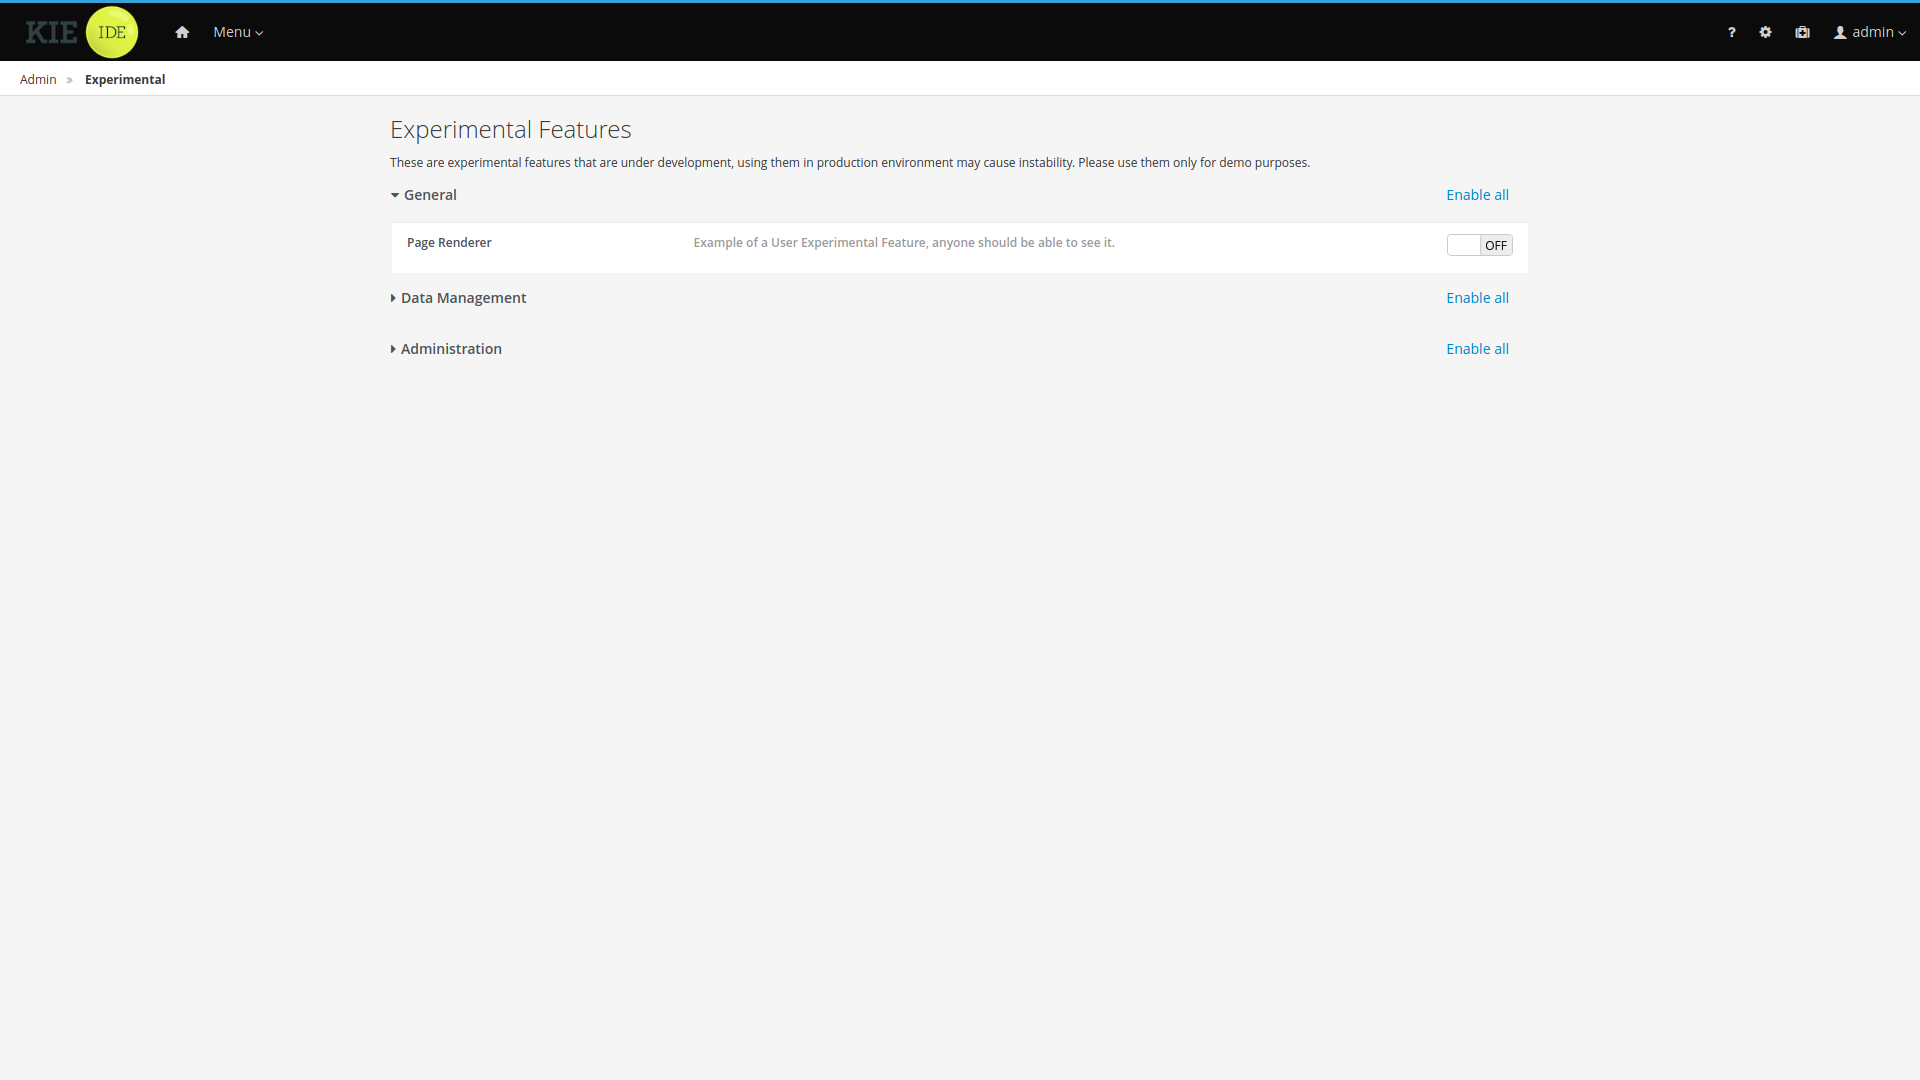 KIE IDE Menu ? admin
Admin » Experimental
Experimental Features
These are experimental features that are under development, using them in production environment may cause instability. Please use them only for demo purposes.
General Enable all
Page Renderer Example of a User Experimental Feature, anyone should be able to see it. OFF
Data Management Enable all
Administration Enable all